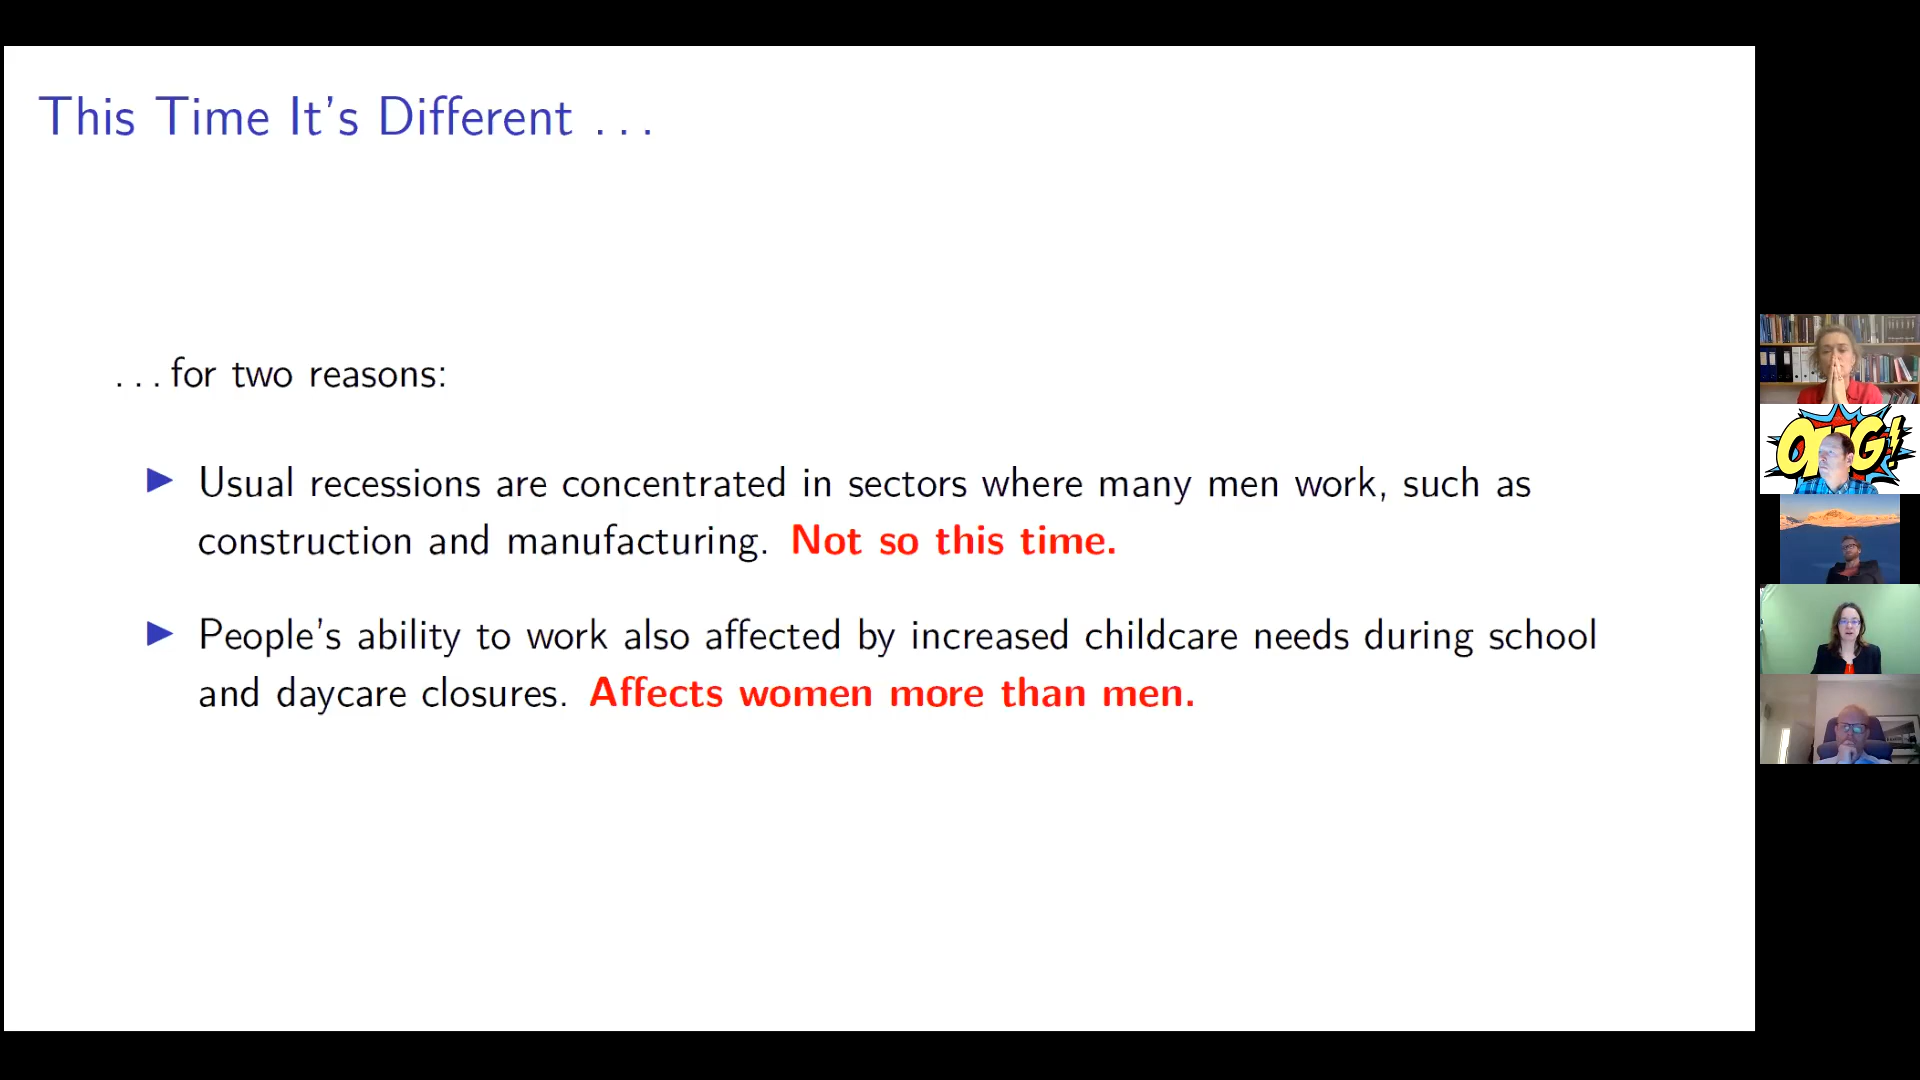 This Time It's Different ...
... for two reasons:
Usual recessions are concentrated in sectors where many men work, such as
construction and manufacturing. Not so this time.
People's ability to work also affected by increased childcare needs during school
and daycare closures. Affects women more than men.
OMG!